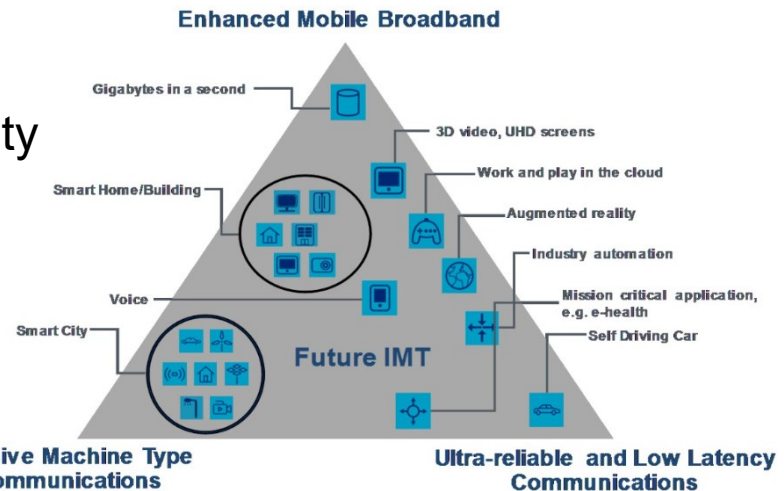 Enhanced Mobile Broadband
Gigabytes in a second
ty
3D video, UHD screens
Work and play in the cloud
Smart Home/Building
Augmented reality
Industry automation
Voice
Mission critical application,
e.g. e-health
Smart City
Self Driving Car
Future IMT
ive Machine Type
ommunications
Ultra-reliable and Low Latency
Communications